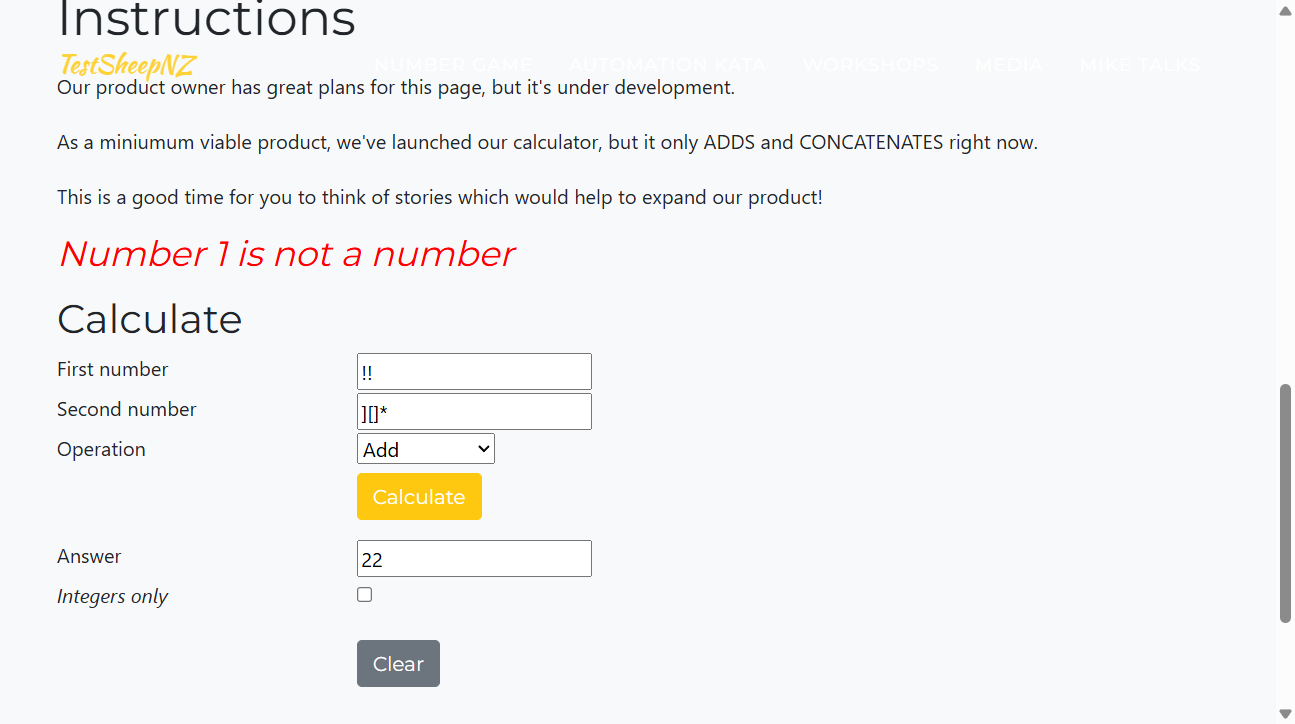 Instructions
TestSheepNZ
NUMBER GAME AUTOMATION KATA WORKSHOPS MEDIA MIKE TALKS
Our product owner has great plans for this page, but it's under development.
As a miniumum viable product, we've launched our calculator, but it only ADDS and CONCATENATES right now.
This is a good time for you to think of stories which would help to expand our product!
Number 1 is not a number
Calculate
First number !!
Second number ][]*
Operation Add
Calculate
Answer 22
Integers only
Clear